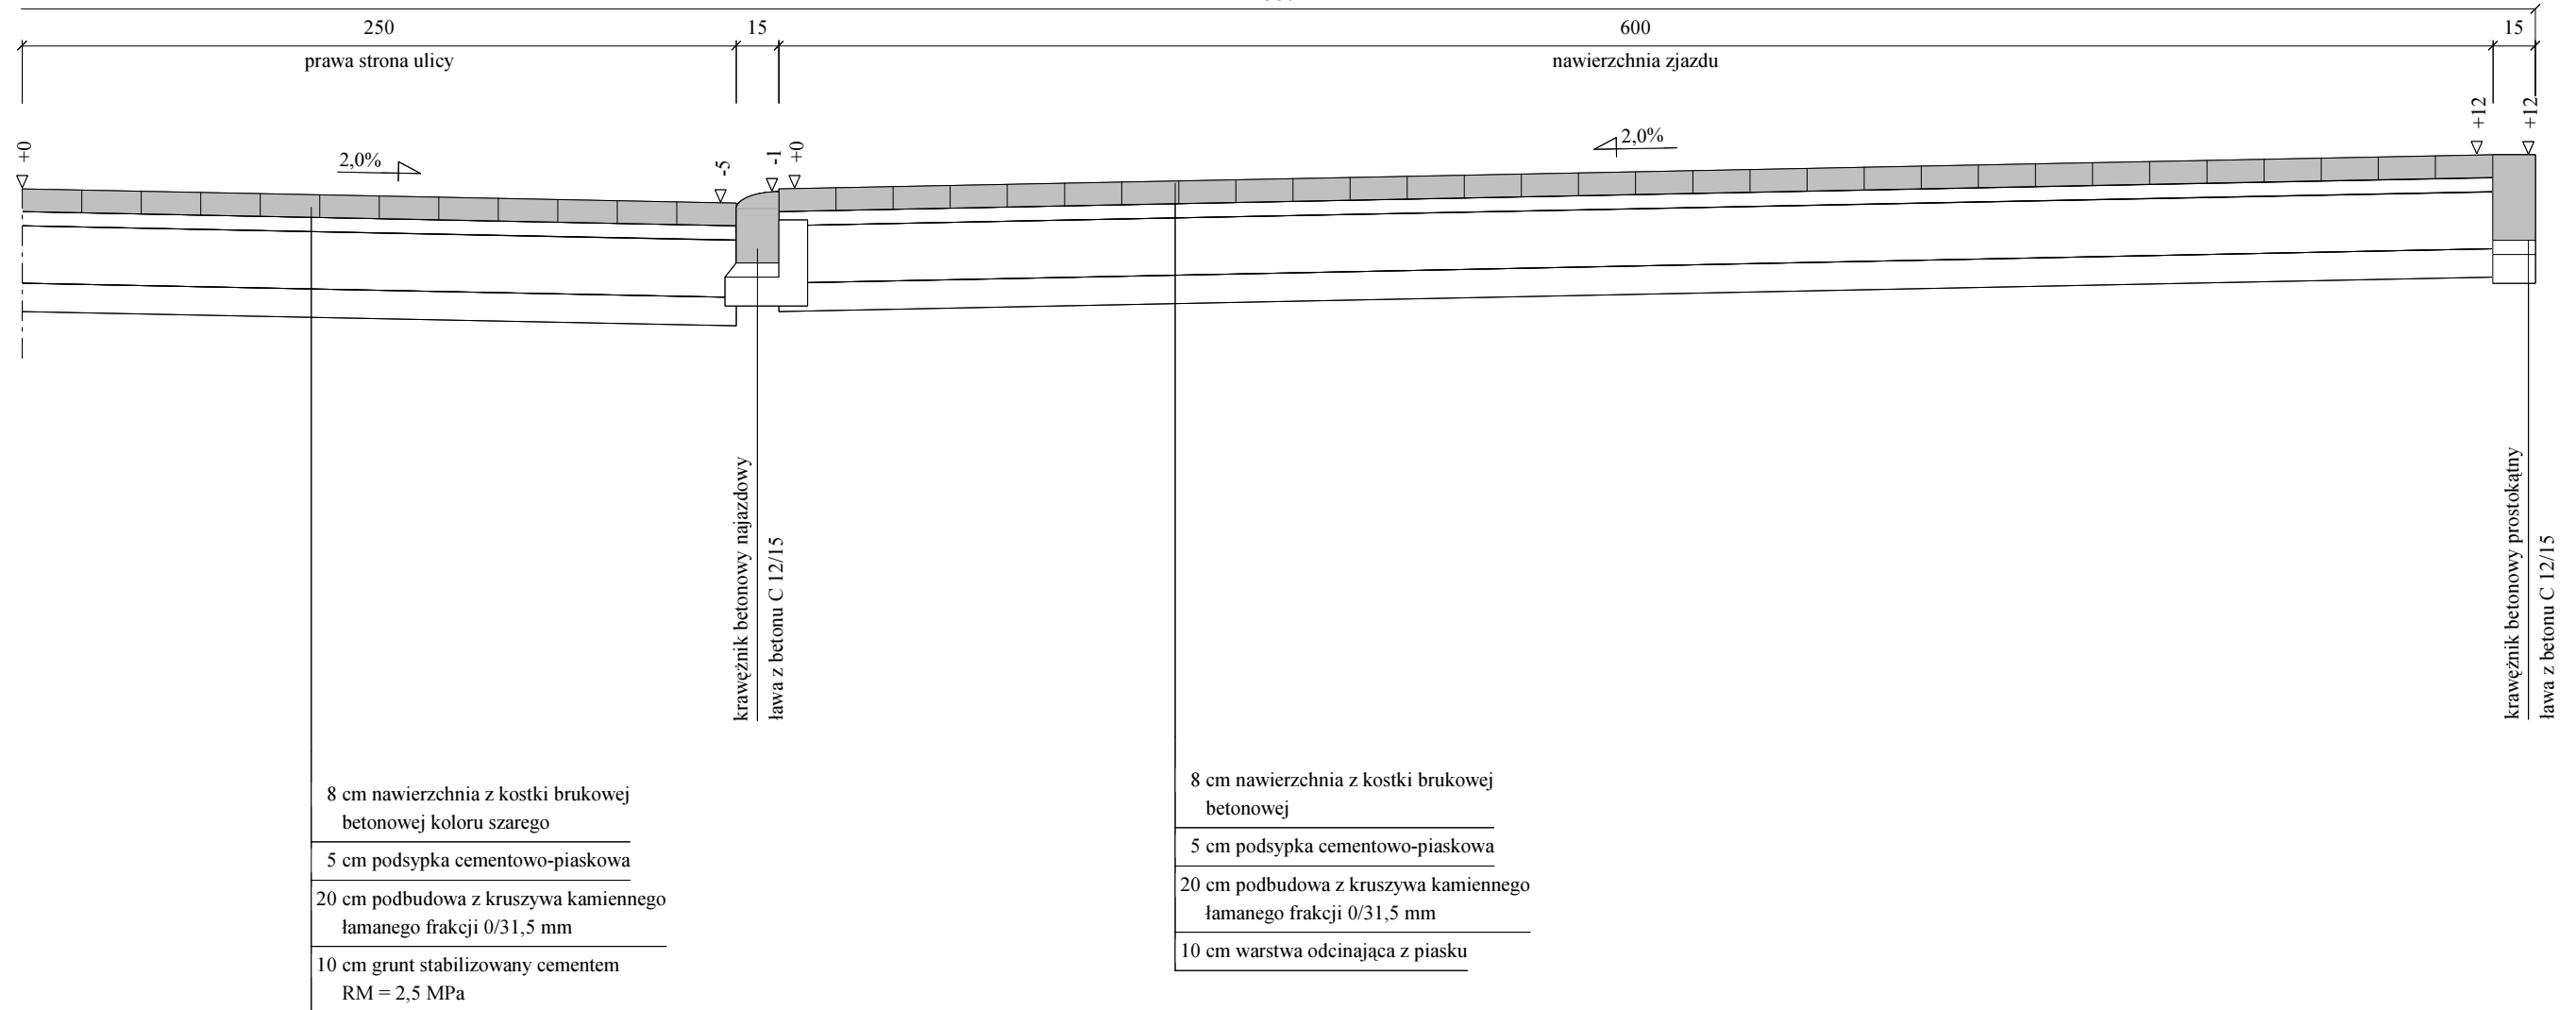 250
15
600
15
prawa strona ulicy
nawierzchnia zjazdu
+0
2,0%
-5
-1
+0
2,0%
+12
+12
krawężnik betonowy najazdowy
ława z betonu C 12/15
krawężnik betonowy prostokątny
ława z betonu C 12/15
8 cm nawierzchnia z kostki brukowej
betonowej koloru szarego
5 cm podsypka cementowo-piaskowa
20 cm podbudowa z kruszywa kamiennego
łamanego frakcji 0/31,5 mm
10 cm grunt stabilizowany cementem
RM = 2,5 MPa
8 cm nawierzchnia z kostki brukowej
betonowej
5 cm podsypka cementowo-piaskowa
20 cm podbudowa z kruszywa kamiennego
łamanego frakcji 0/31,5 mm
10 cm warstwa odcinająca z piasku